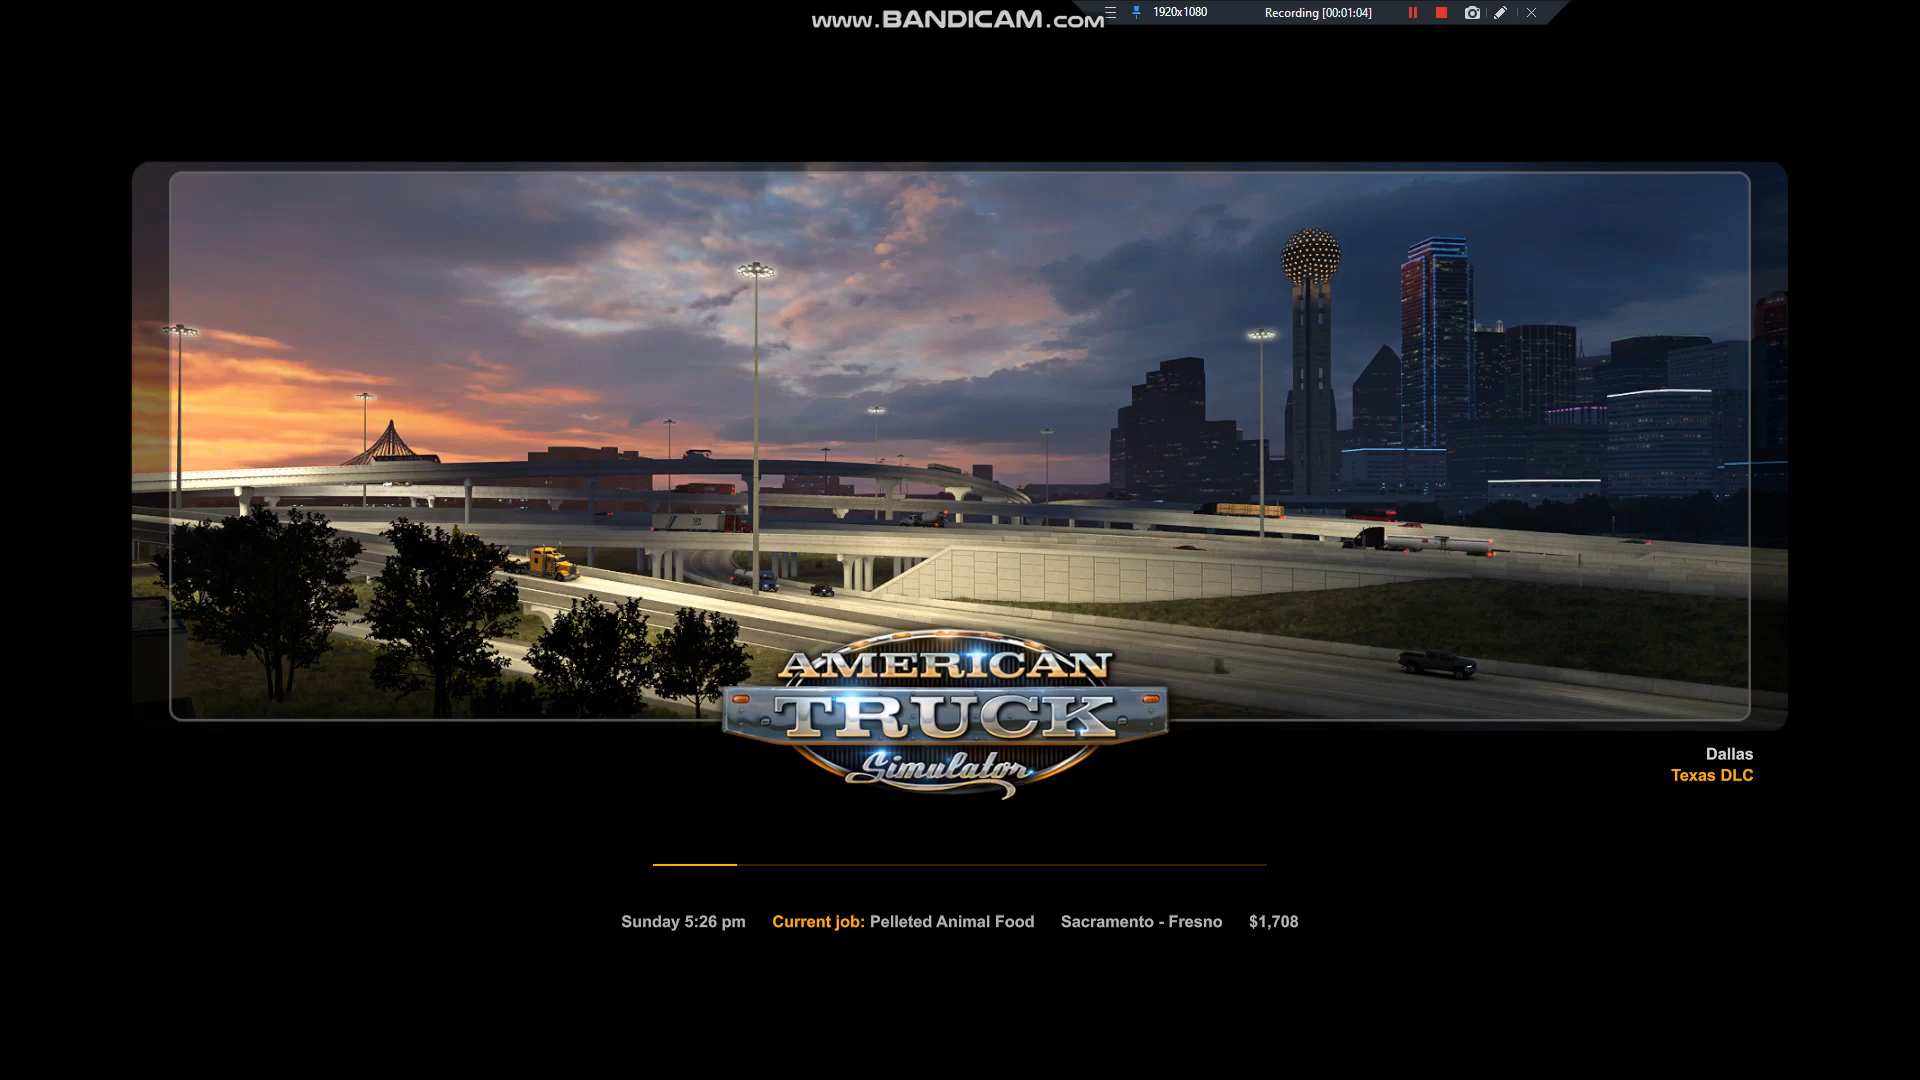 www.BANDICAM.com
1920x1080
Recording [00:01:04]
AMERICAN
TRUCK
Simulator
Dallas
Texas DLC
Sunday 5:26 pm Current job: Pelleted Animal Food Sacramento - Fresno $1,708